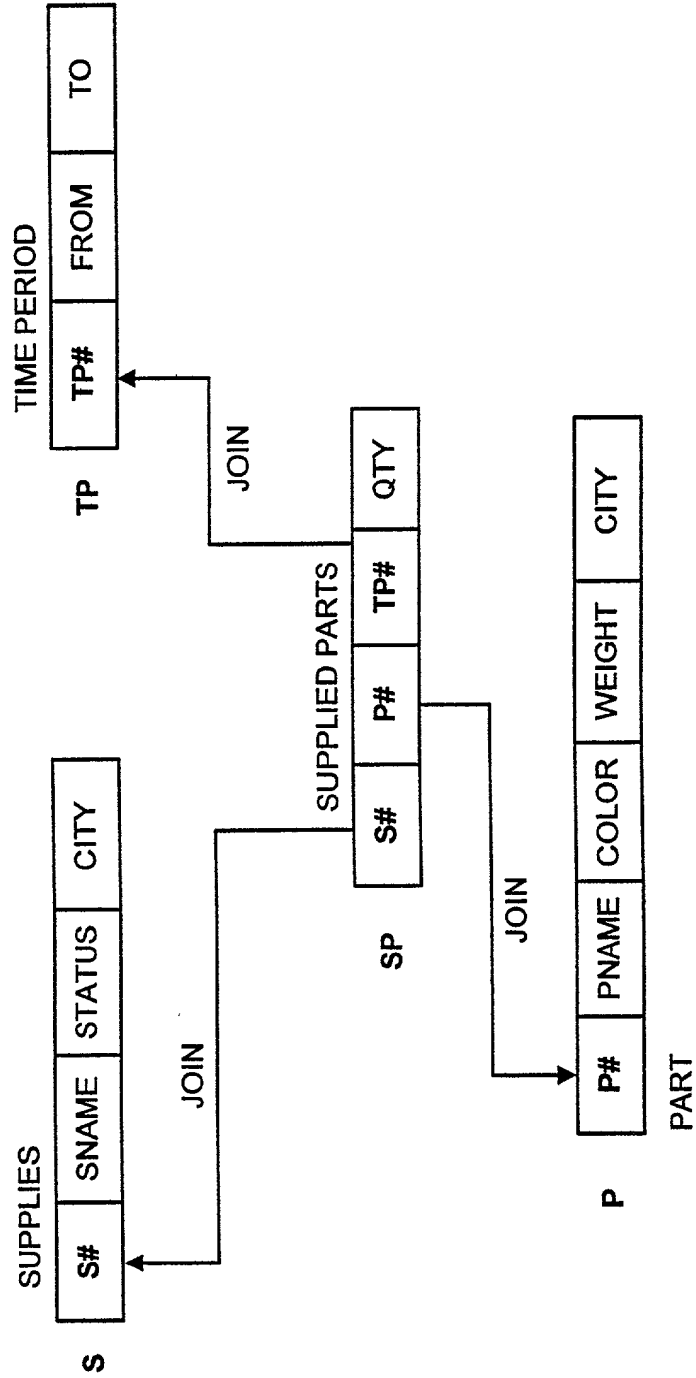 SUPPLIES
S S# SNAME STATUS CITY
TIME PERIOD
TP TP# FROM TO
JOIN
JOIN
SUPPLIED PARTS
SP S# P# TP# QTY
JOIN
P P# PNAME COLOR WEIGHT CITY
PART